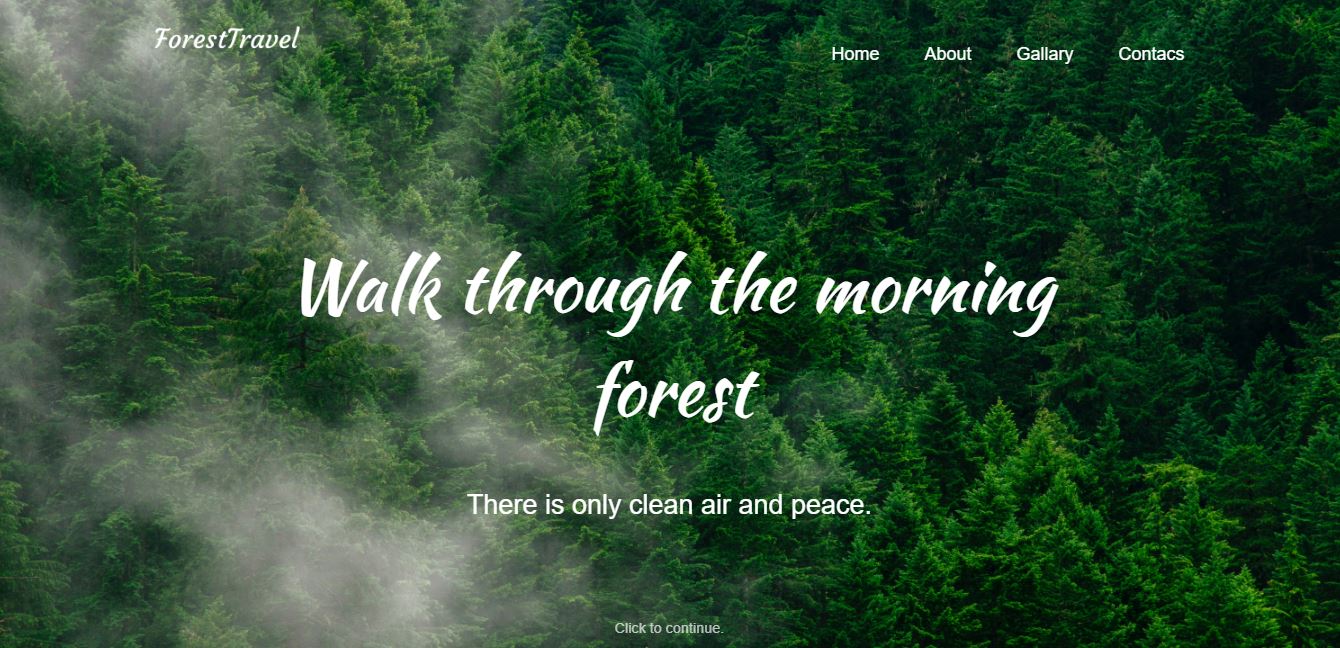 ForestTravel
Home About Gallary Contacs
Walk through the morning
forest
There is only clean air and peace.
Click to continue.